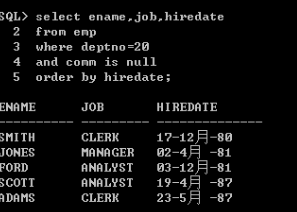 SQL> select ename,job,hiredate
2 from emp
3 where deptno=20
4 and comm is null
5 order by hiredate;
ENAME JOB HIREDATE
---------- --------- --------------
SMITH CLERK 17-12月-80
JONES MANAGER 02-4月 -81
FORD ANALYST 03-12月-81
SCOTT ANALYST 19-4月 -87
ADAMS CLERK 23-5月 -87